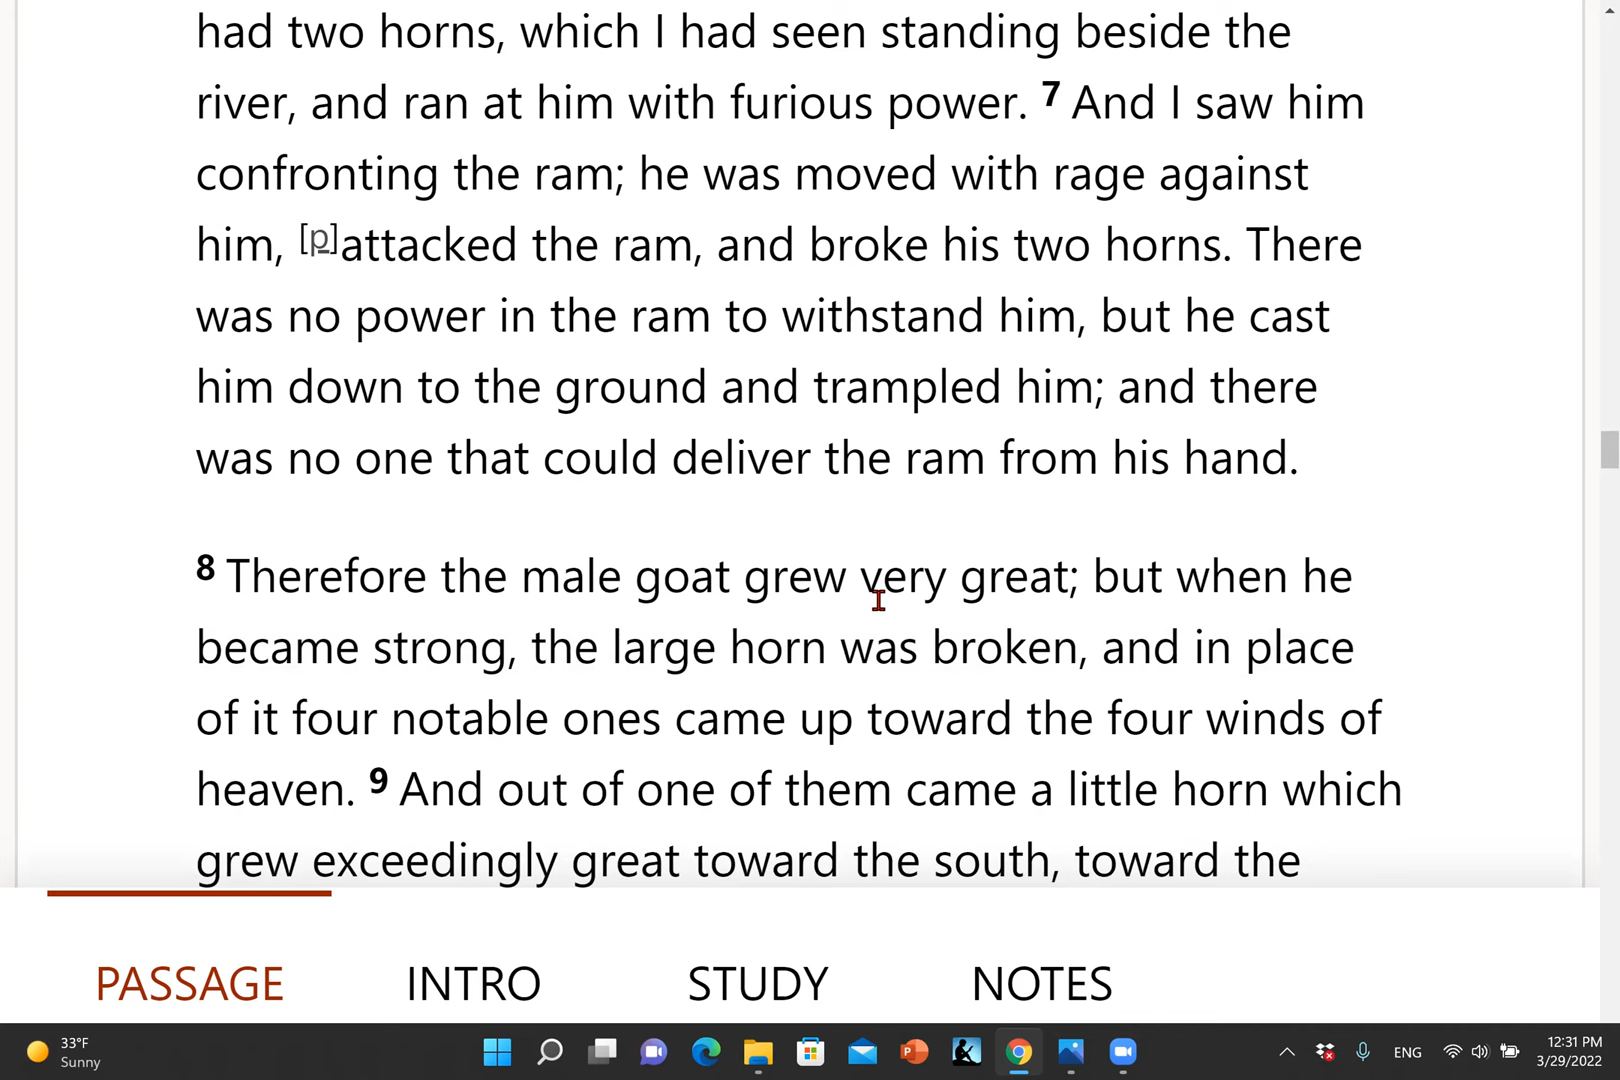 had two horns, which I had seen standing beside the
river, and ran at him with furious power. 7 And I saw him
confronting the ram; he was moved with rage against
him, [p]attacked the ram, and broke his two horns. There
was no power in the ram to withstand him, but he cast
him down to the ground and trampled him; and there
was no one that could deliver the ram from his hand.
8 Therefore the male goat grew very great; but when he
became strong, the large horn was broken, and in place
of it four notable ones came up toward the four winds of
heaven. 9 And out of one of them came a little horn which
grew exceedingly great toward the south, toward the
PASSAGE INTRO STUDY NOTES
33°F
Sunny
ENG
12:31 PM
3/29/2022